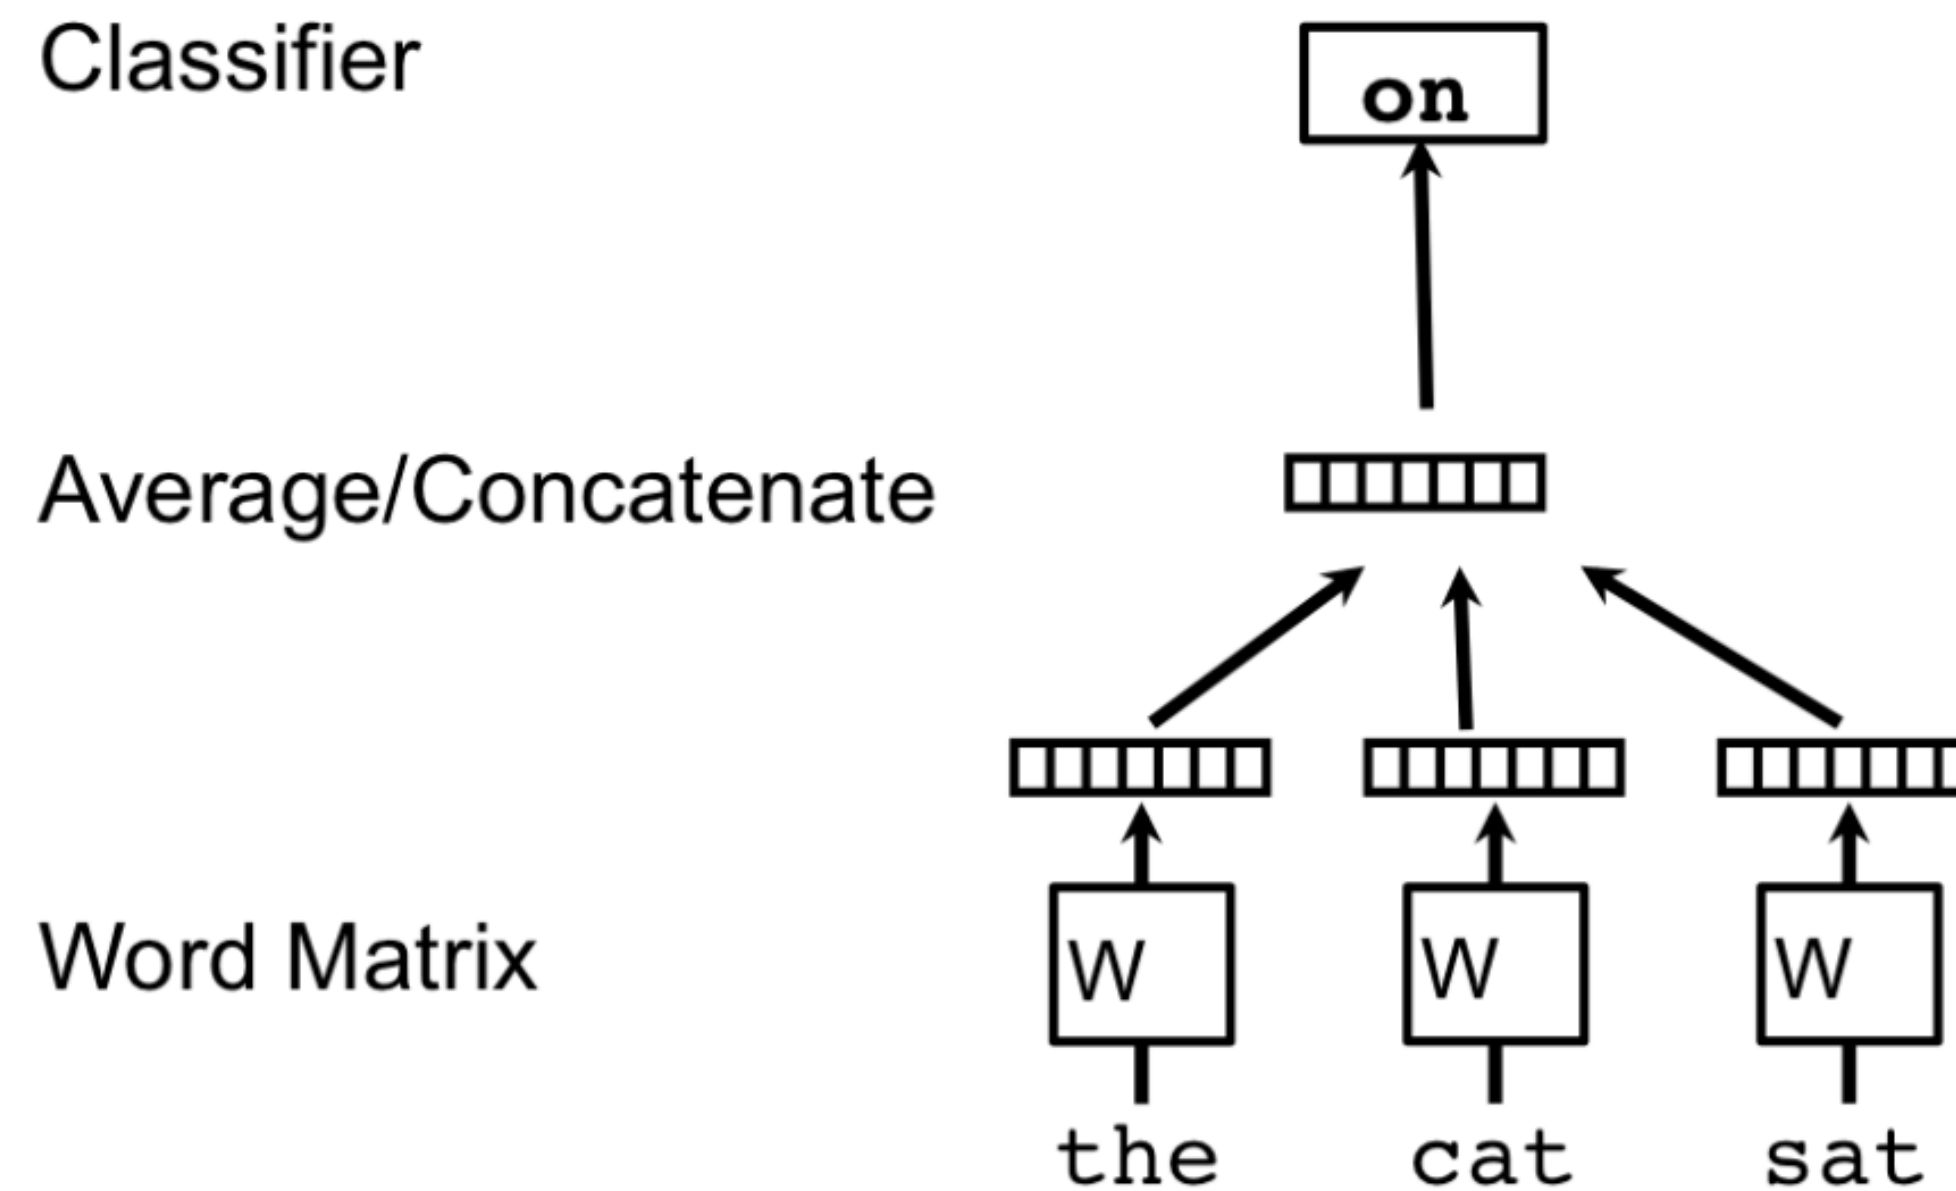 Classifier
on
Average/Concatenate
Word Matrix
W W W
the cat sat